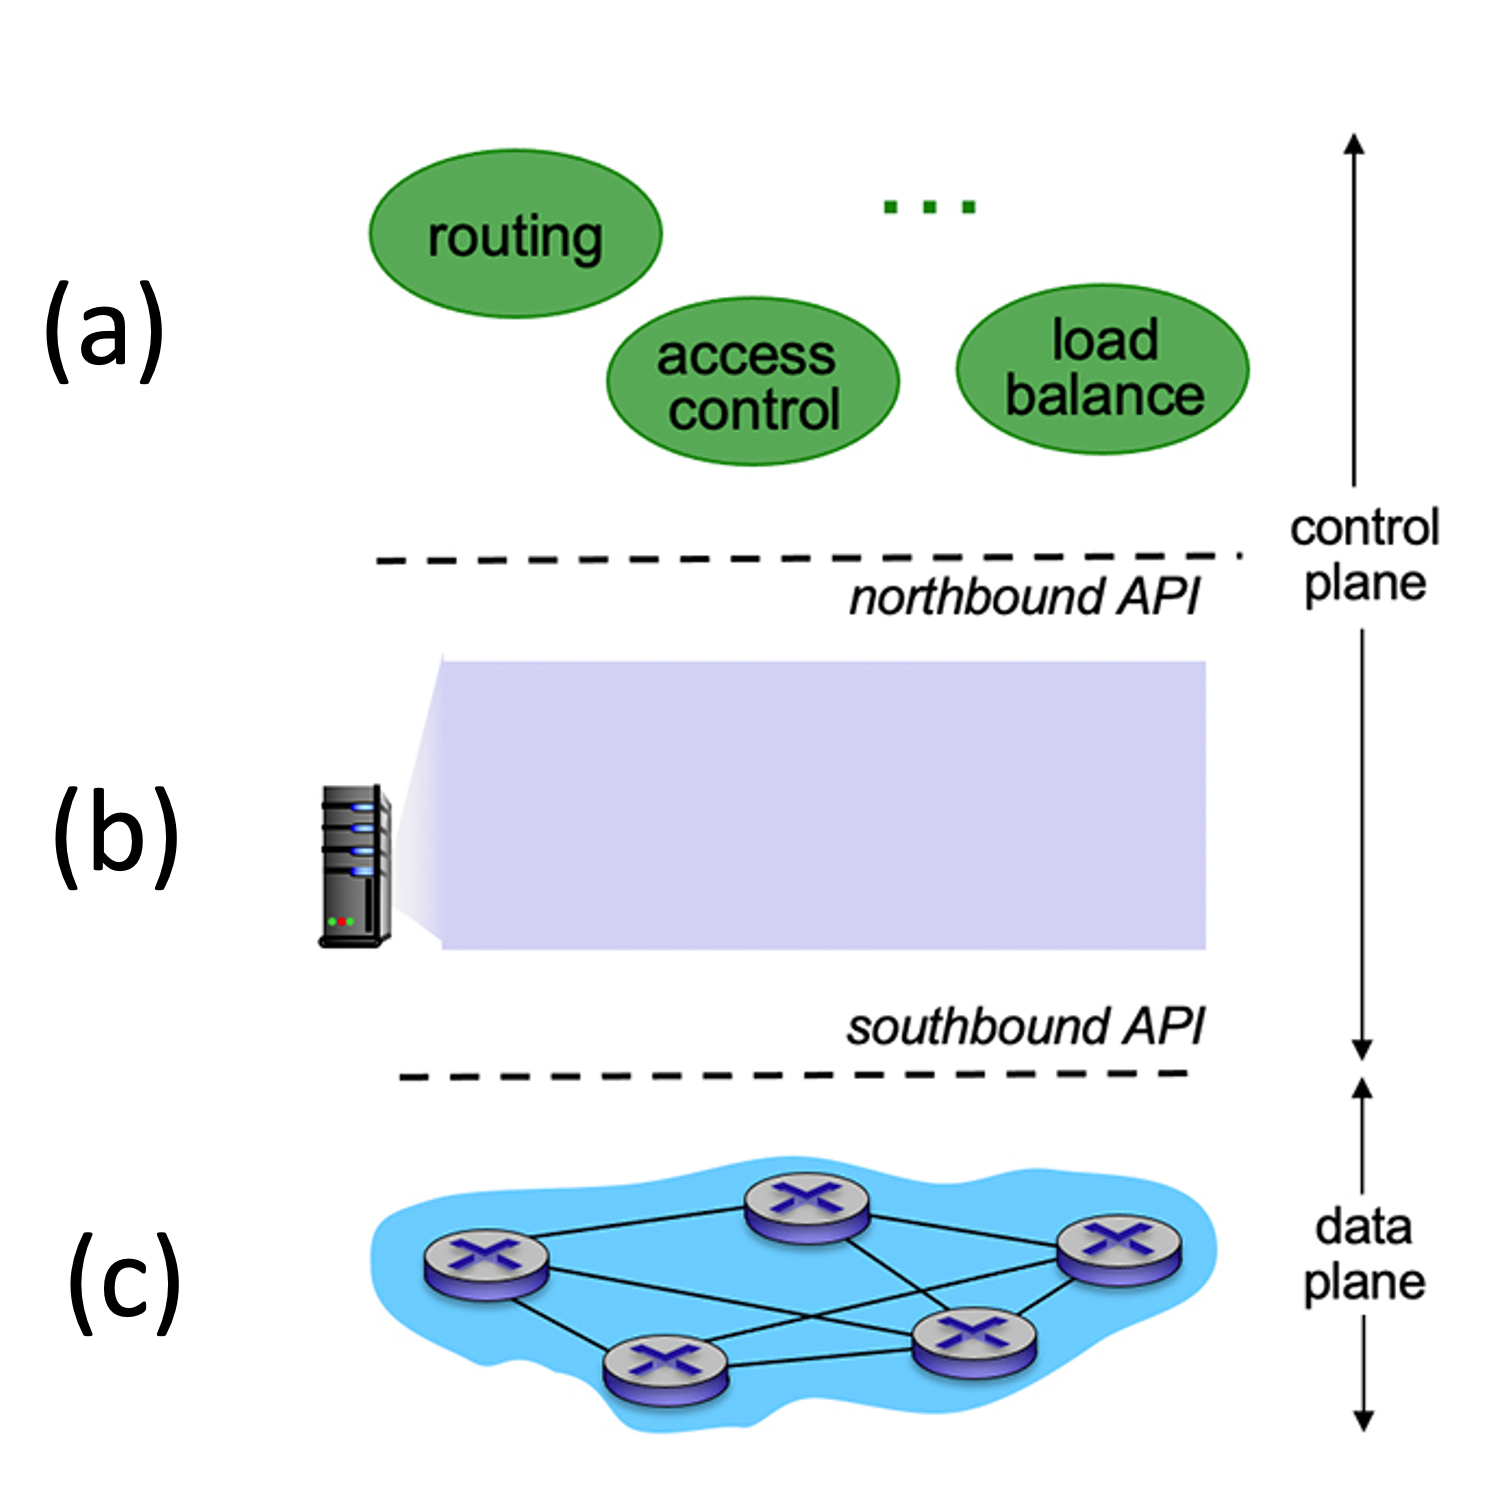 (a)
routing
...
access
control
load
balance
control
plane
northbound API
(b)
southbound API
(c)
data
plane